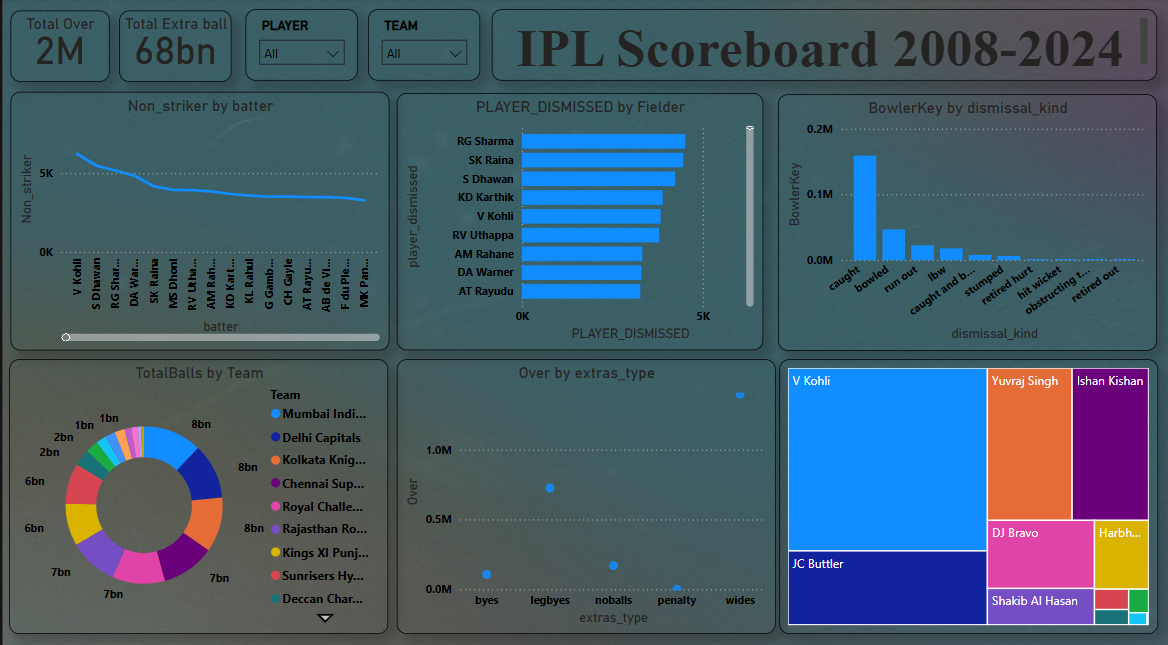 Total Over
2M
Total Extra ball
68bn
PLAYER
All
TEAM
All
IPL Scoreboard 2008-2024
Non_striker by batter
Non_striker
5K
0K
V Kohli
S Dhawan
RG Shar...
DA War...
SK Raina
MS Dhoni
RV Utha...
AM Rah...
KD Kart...
KL Rahul
G Gamb...
CH Gayle
AT Rayu...
AB de Vi...
F du Ple...
MK Pan...
batter
PLAYER_DISMISSED by Fielder
player_dismissed
RG Sharma
SK Raina
S Dhawan
KD Karthik
V Kohli
RV Uthappa
AM Rahane
DA Warner
AT Rayudu
0K
5K
PLAYER_DISMISSED
BowlerKey by dismissal_kind
BowlerKey
0.2M
0.1M
0.0M
caught
bowled
run out
lbw
caught and b...
stumped
retired hurt
hit wicket
obstructing t...
retired out
dismissal_kind
TotalBalls by Team
8bn
8bn
8bn
7bn
7bn
7bn
6bn
6bn
2bn
2bn
1bn
1bn
Team
Mumbai Indi...
Delhi Capitals
Kolkata Knig...
Chennai Sup...
Royal Challe...
Rajasthan Ro...
Kings XI Punj...
Sunrisers Hy...
Deccan Char...
Over by extras_type
Over
1.0M
0.5M
0.0M
byes
legbyes
noballs
penalty
wides
extras_type
V Kohli
JC Buttler
Yuvraj Singh
Ishan Kishan
DJ Bravo
Harbh...
Shakib Al Hasan